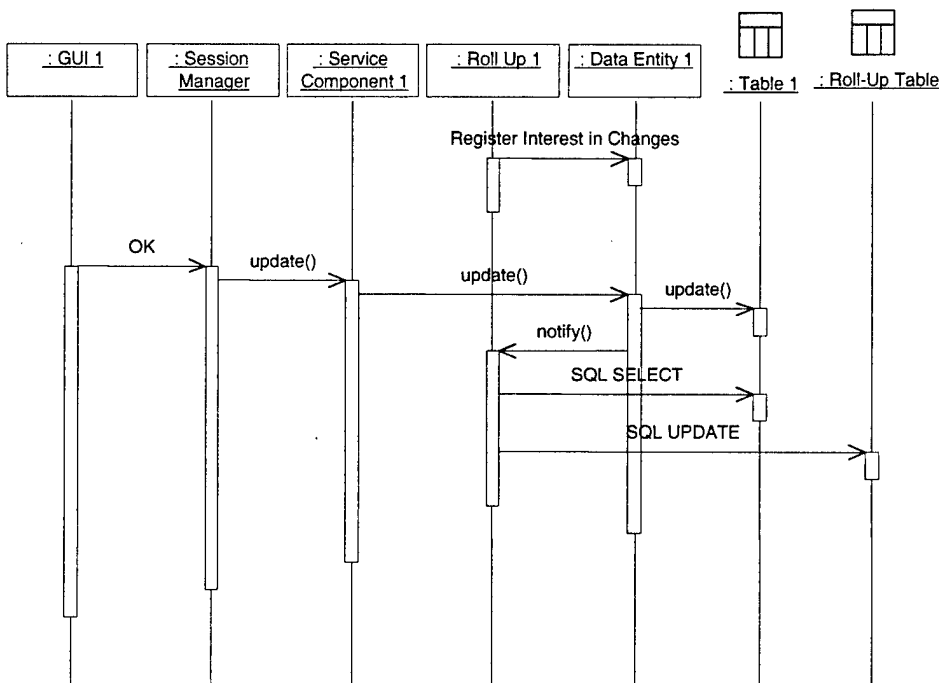 : GUI 1
: Session
Manager
: Service
Component 1
: Roll Up 1
: Data Entity 1
: Table 1
: Roll-Up Table
Register Interest in Changes
OK
update()
update()
update()
notify()
SQL SELECT
SQL UPDATE